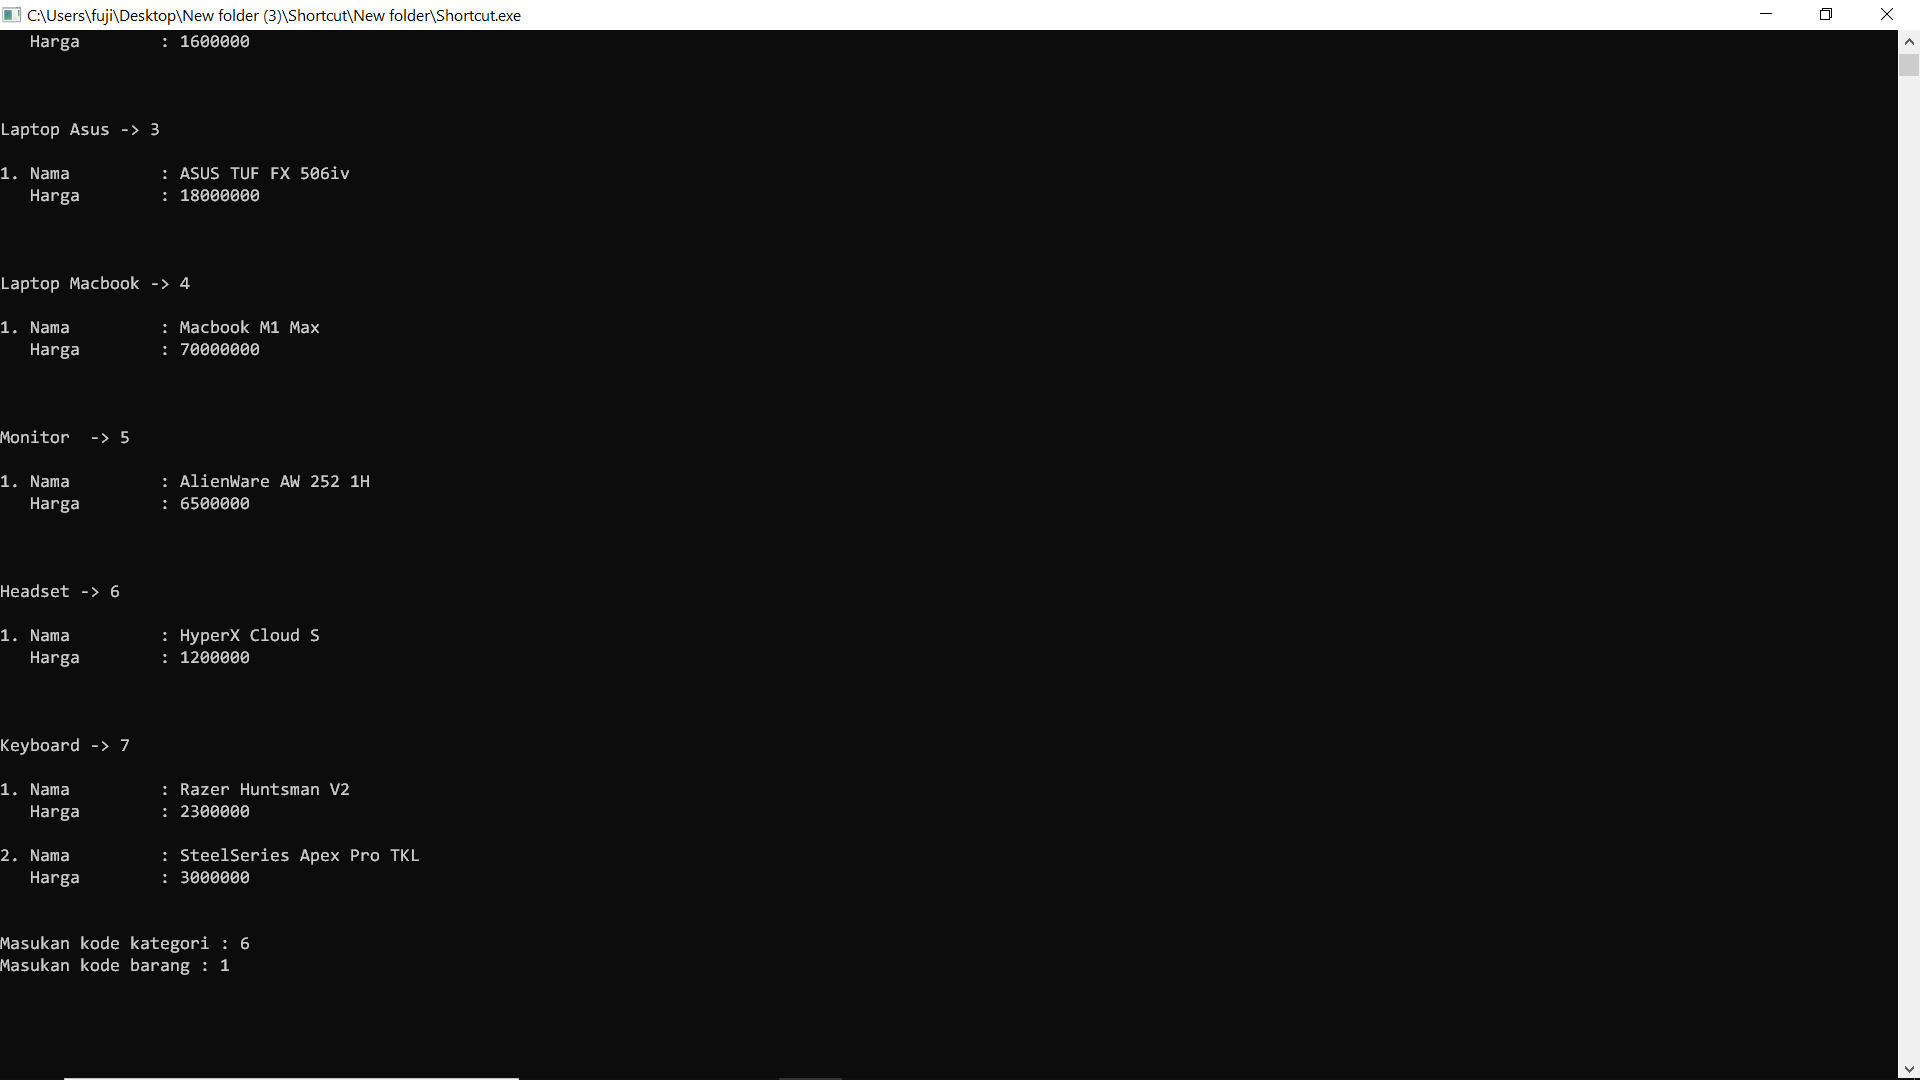 C:\Users\fuji\Desktop\New folder (3)\Shortcut\New folder\Shortcut.exe
Harga : 1600000
Laptop Asus -> 3
1. Nama : ASUS TUF FX 506iv
Harga : 18000000
Laptop Macbook -> 4
1. Nama : Macbook M1 Max
Harga : 70000000
Monitor -> 5
1. Nama : AlienWare AW 252 1H
Harga : 6500000
Headset -> 6
1. Nama : HyperX Cloud S
Harga : 1200000
Keyboard -> 7
1. Nama : Razer Huntsman V2
Harga : 2300000
2. Nama : SteelSeries Apex Pro TKL
Harga : 3000000
Masukan kode kategori : 6
Masukan kode barang : 1